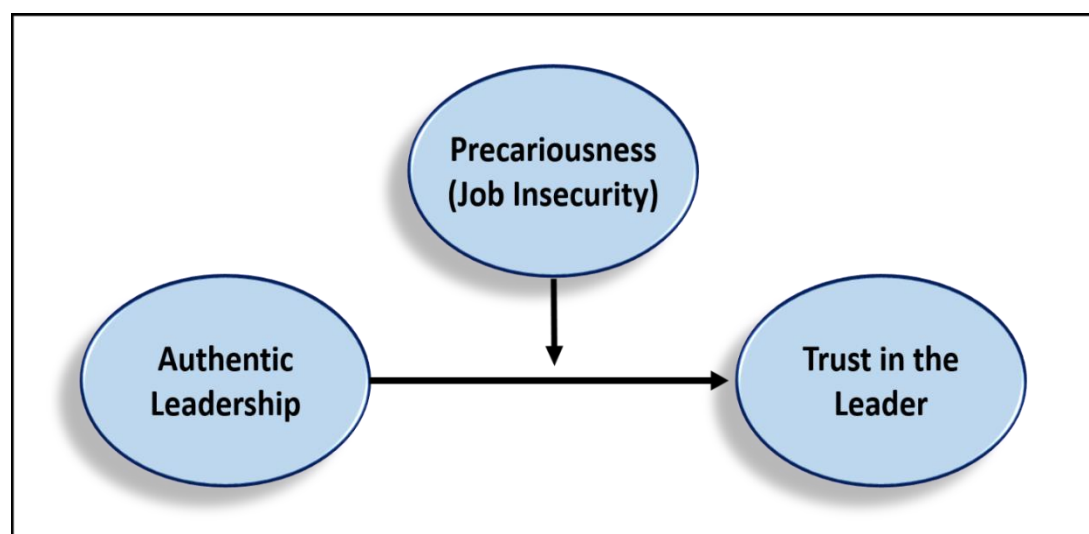 Precariousness
(Job Insecurity)
Authentic
Leadership
Trust in the
Leader